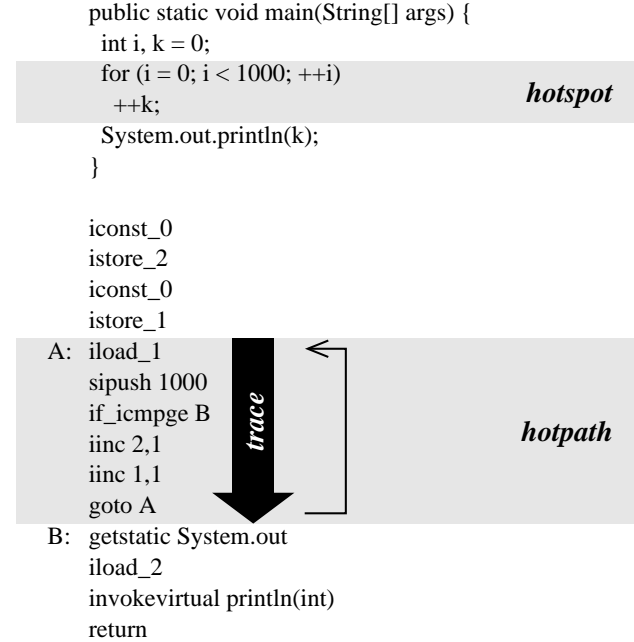 public static void main(String[] args) {
int i, k = 0;
for (i = 0; i < 1000; ++i)
++k;
hotspot
System.out.println(k);
}
iconst_0
istore_2
iconst_0
istore_1
A: iload_1
sipush 1000
if_icmpge B
iinc 2,1
iinc 1,1
goto A
trace
hotpath
B: getstatic System.out
iload_2
invokevirtual println(int)
return